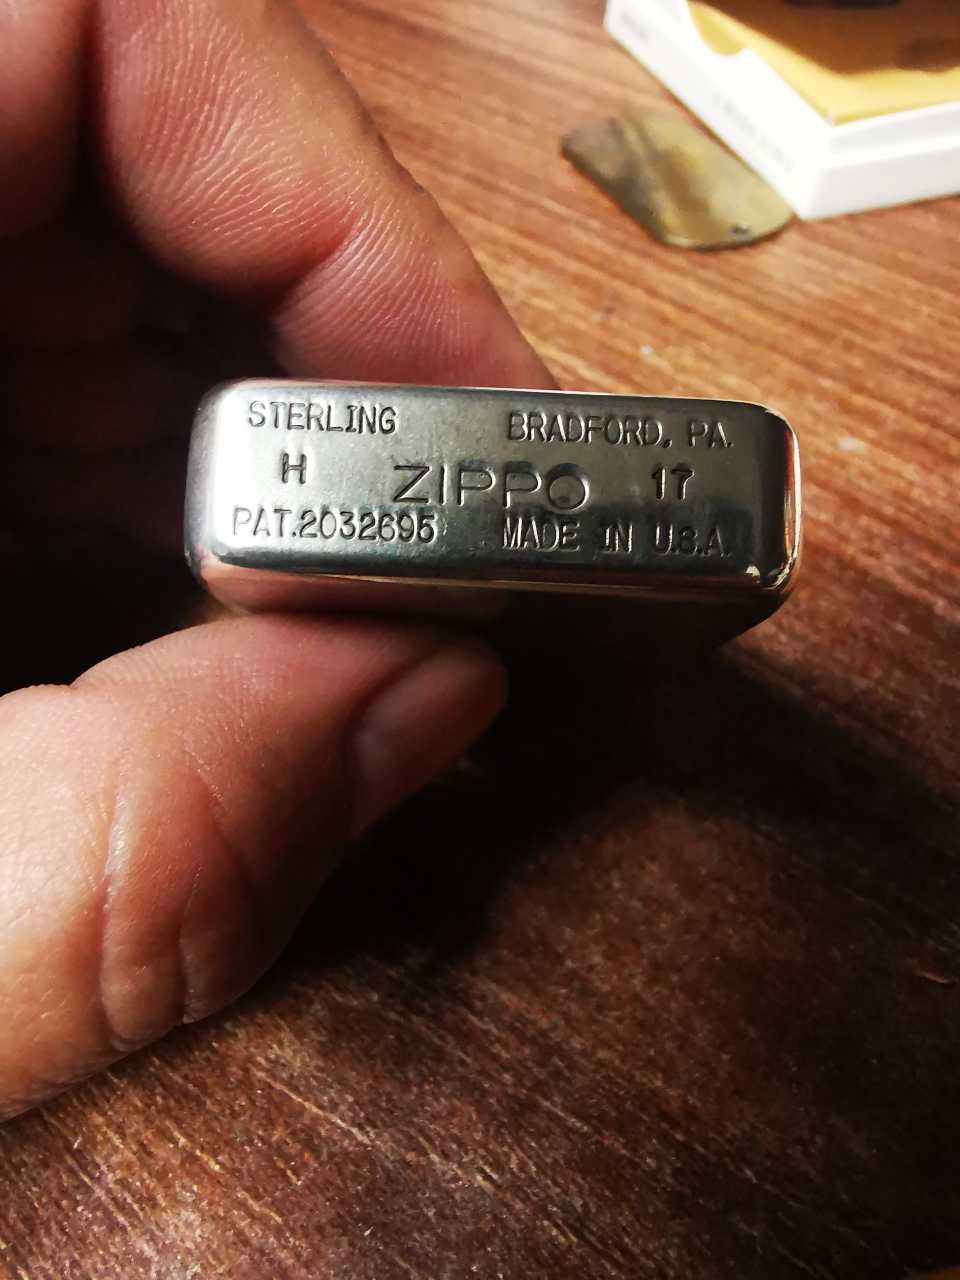 STERLING BRADFORD, PA.
H ZIPPO 17
PAT.2032695 MADE IN U.S.A.